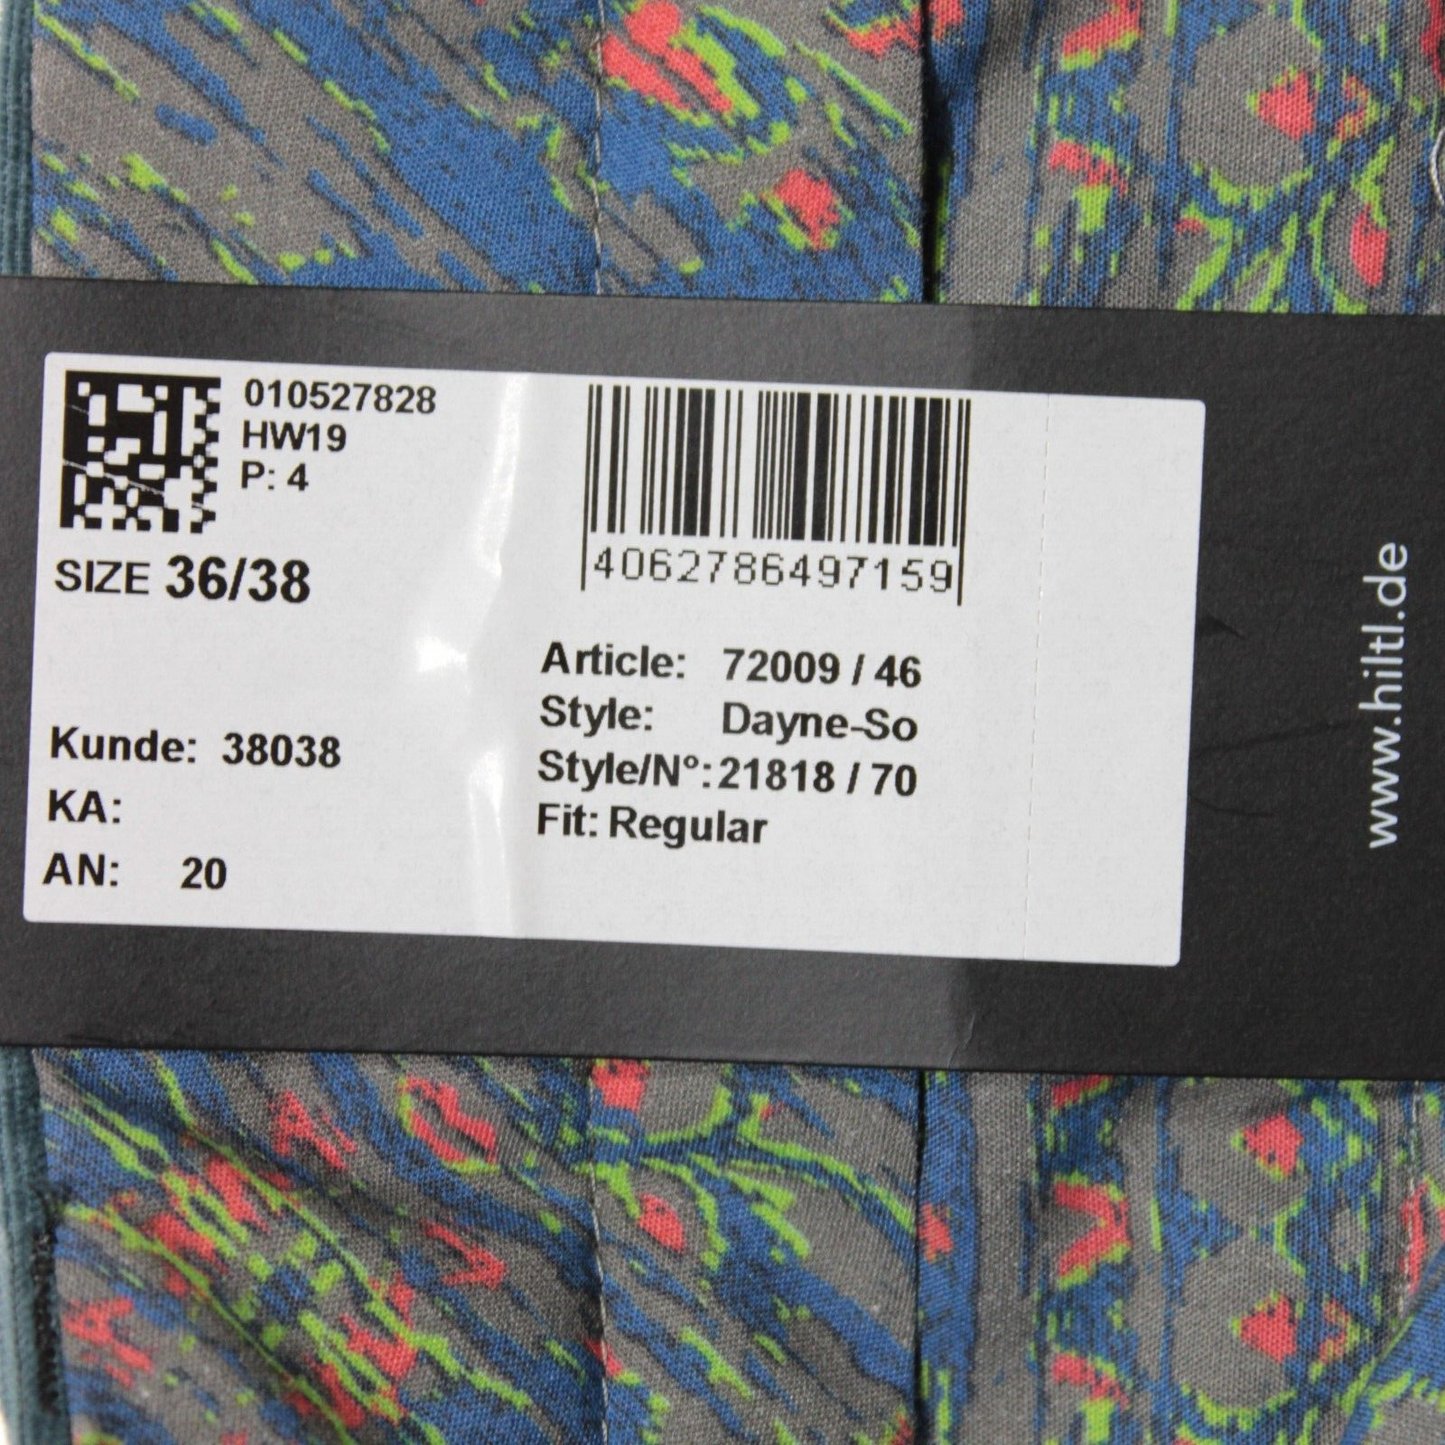 010527828
HW19
P: 4
SIZE 36/38
4062786497159
Article: 72009 / 46
Style: Dayne-So
Style/N°: 21818 / 70
Fit: Regular
Kunde: 38038
KA:
AN: 20
www.hiltl.de